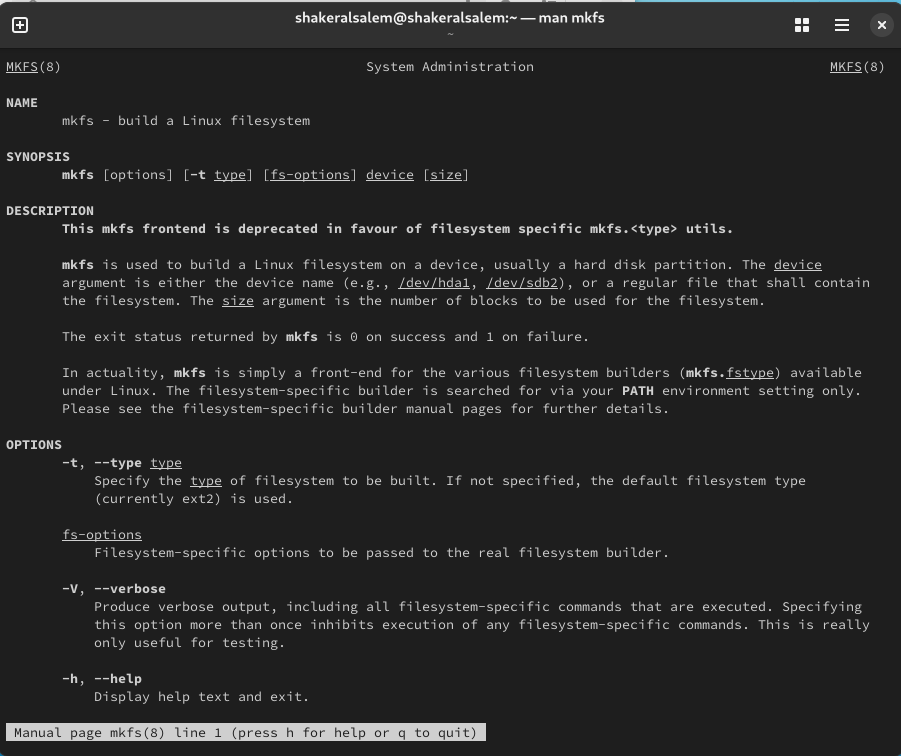 shakeralsalem@shakeralsalem:~ — man mkfs
~
MKFS(8) System Administration MKFS(8)
NAME
mkfs - build a Linux filesystem
SYNOPSIS
mkfs [options] [-t type] [fs-options] device [size]
DESCRIPTION
This mkfs frontend is deprecated in favour of filesystem specific mkfs.<type> utils.
mkfs is used to build a Linux filesystem on a device, usually a hard disk partition. The device
argument is either the device name (e.g., /dev/hda1, /dev/sdb2), or a regular file that shall contain
the filesystem. The size argument is the number of blocks to be used for the filesystem.
The exit status returned by mkfs is 0 on success and 1 on failure.
In actuality, mkfs is simply a front-end for the various filesystem builders (mkfs.fstype) available
under Linux. The filesystem-specific builder is searched for via your PATH environment setting only.
Please see the filesystem-specific builder manual pages for further details.
OPTIONS
-t, --type type
Specify the type of filesystem to be built. If not specified, the default filesystem type
(currently ext2) is used.
fs-options
Filesystem-specific options to be passed to the real filesystem builder.
-V, --verbose
Produce verbose output, including all filesystem-specific commands that are executed. Specifying
this option more than once inhibits execution of any filesystem-specific commands. This is really
only useful for testing.
-h, --help
Display help text and exit.
Manual page mkfs(8) line 1 (press h for help or q to quit)